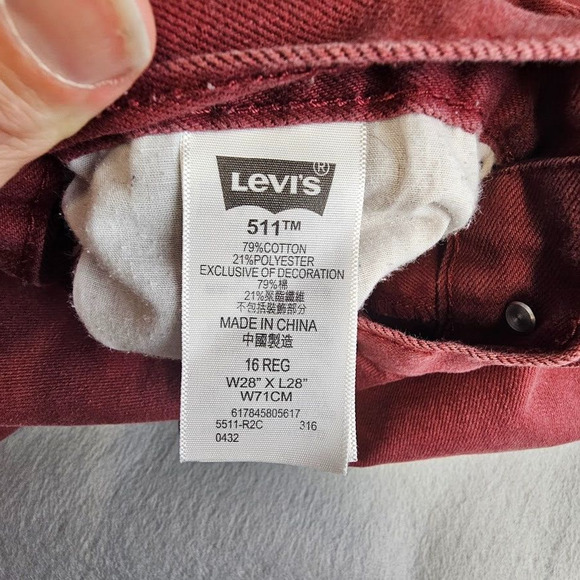 LEVI'S®
511™
79%COTTON
21%POLYESTER
EXCLUSIVE OF DECORATION
79%棉
21%聚酯纖維
不包括裝飾部分
MADE IN CHINA
中國製造
16 REG
W28" X L28"
W71CM
617845805617
5511-R2C 316
0432